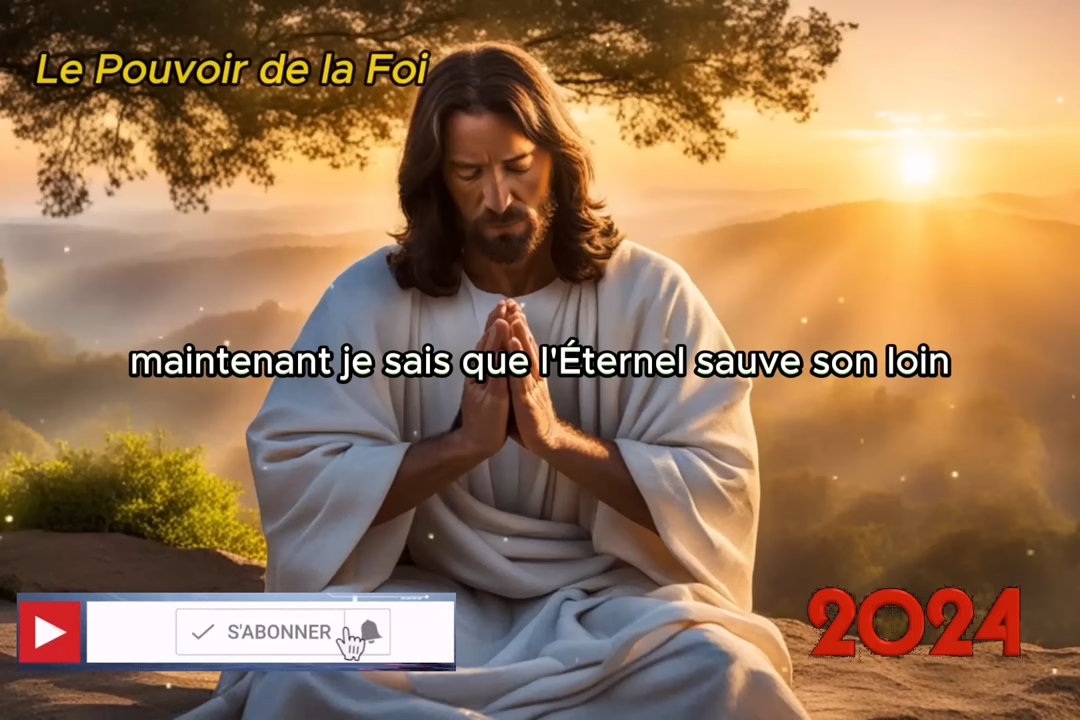 Le Pouvoir de la Foi
maintenant je sais que l'Éternel sauve son loin
S'ABONNER
2024